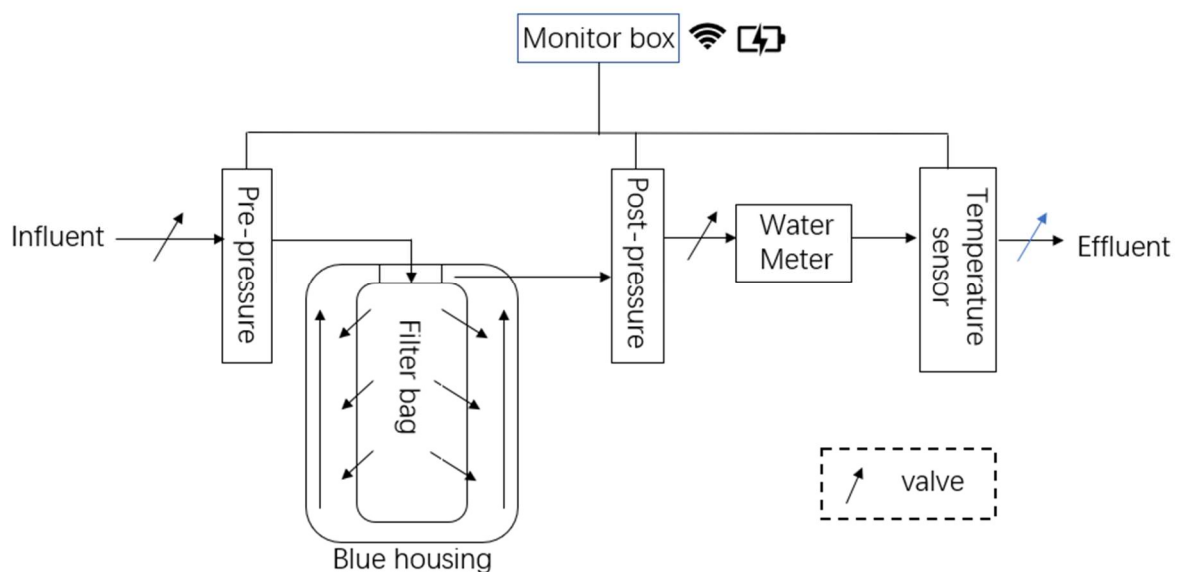 Monitor box
Influent
Pre-pressure
Filter bag
Blue housing
Post-pressure
Water
Meter
Temperature
sensor
Effluent
valve